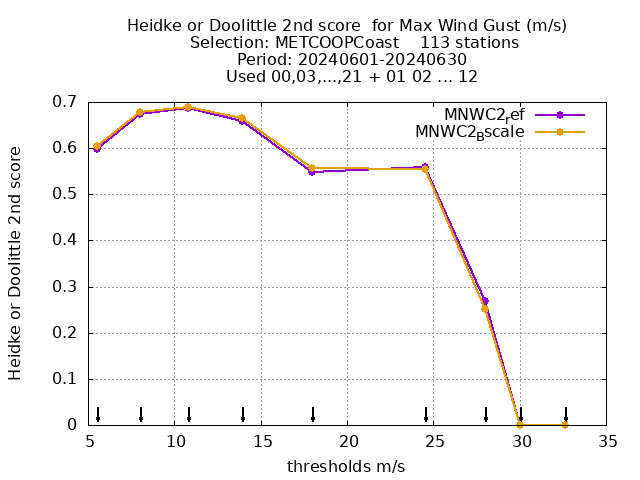 Heidke or Doolittle 2nd score  for Max Wind Gust (m/s)
Selection: METCOOPCoast    113 stations
Period: 20240601-20240630
Used 00,03,...,21 + 01 02 ... 12
MNWC2ref
MNWC2Bscale
Heidke or Doolittle 2nd score
0.7
0.6
0.5
0.4
0.3
0.2
0.1
0
5 10 15 20 25 30 35
thresholds m/s